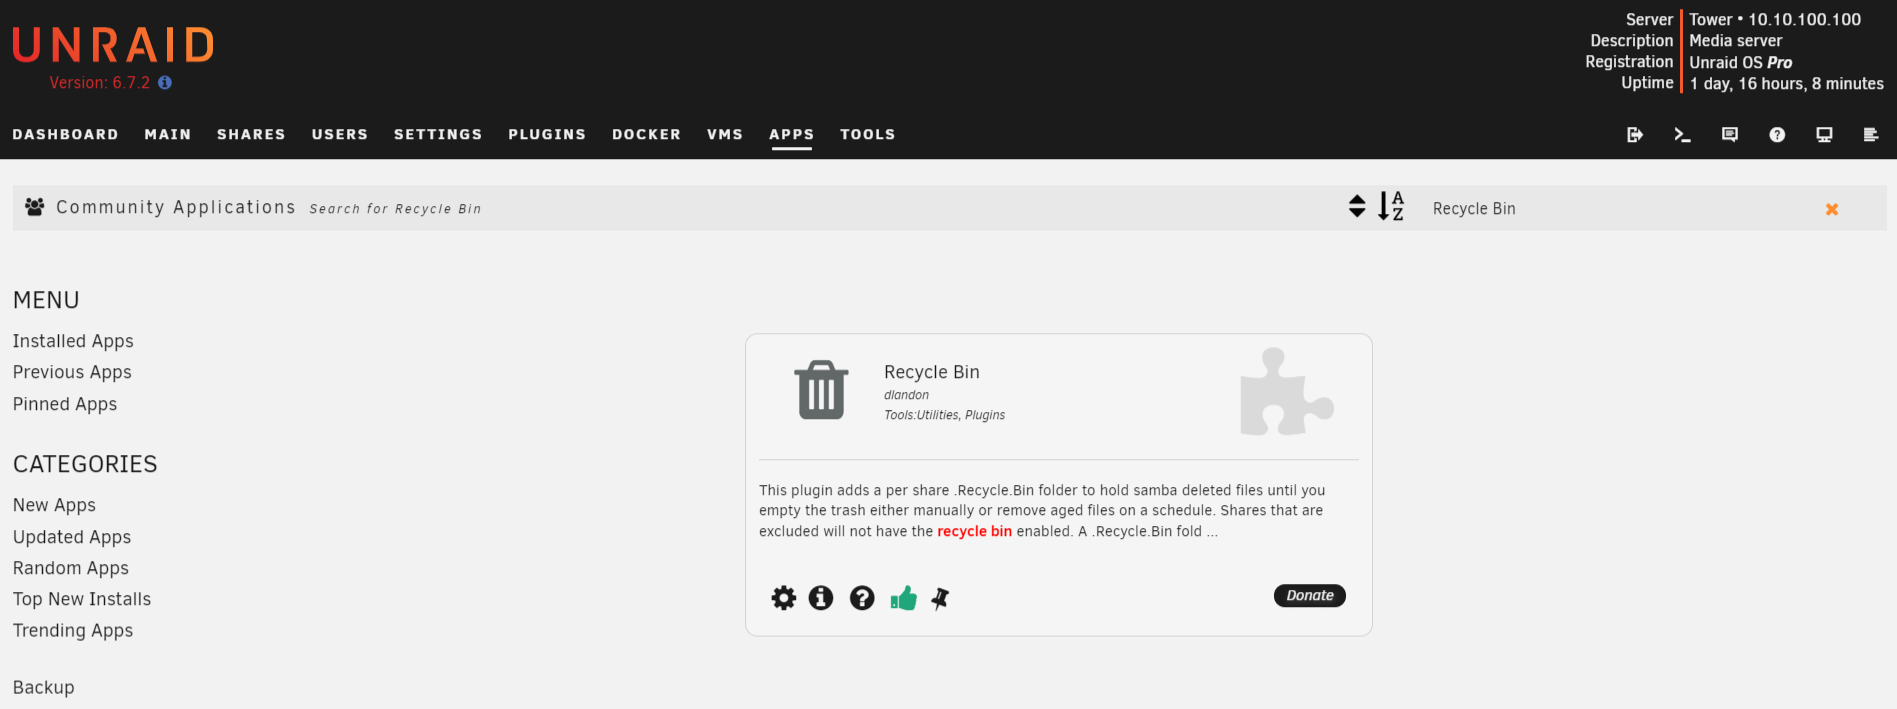 UNRAID
Version: 6.7.2
Server Tower • 10.10.100.100
Description Media server
Registration Unraid OS Pro
Uptime 1 day, 16 hours, 8 minutes
DASHBOARD MAIN SHARES USERS SETTINGS PLUGINS DOCKER VMS APPS TOOLS
Community Applications Search for Recycle Bin
Recycle Bin
MENU
Installed Apps
Previous Apps
Pinned Apps
CATEGORIES
New Apps
Updated Apps
Random Apps
Top New Installs
Trending Apps
Backup
Recycle Bin
dlandon
Tools:Utilities, Plugins
This plugin adds a per share .Recycle.Bin folder to hold samba deleted files until you
empty the trash either manually or remove aged files on a schedule. Shares that are
excluded will not have the recycle bin enabled. A .Recycle.Bin fold ...
Donate